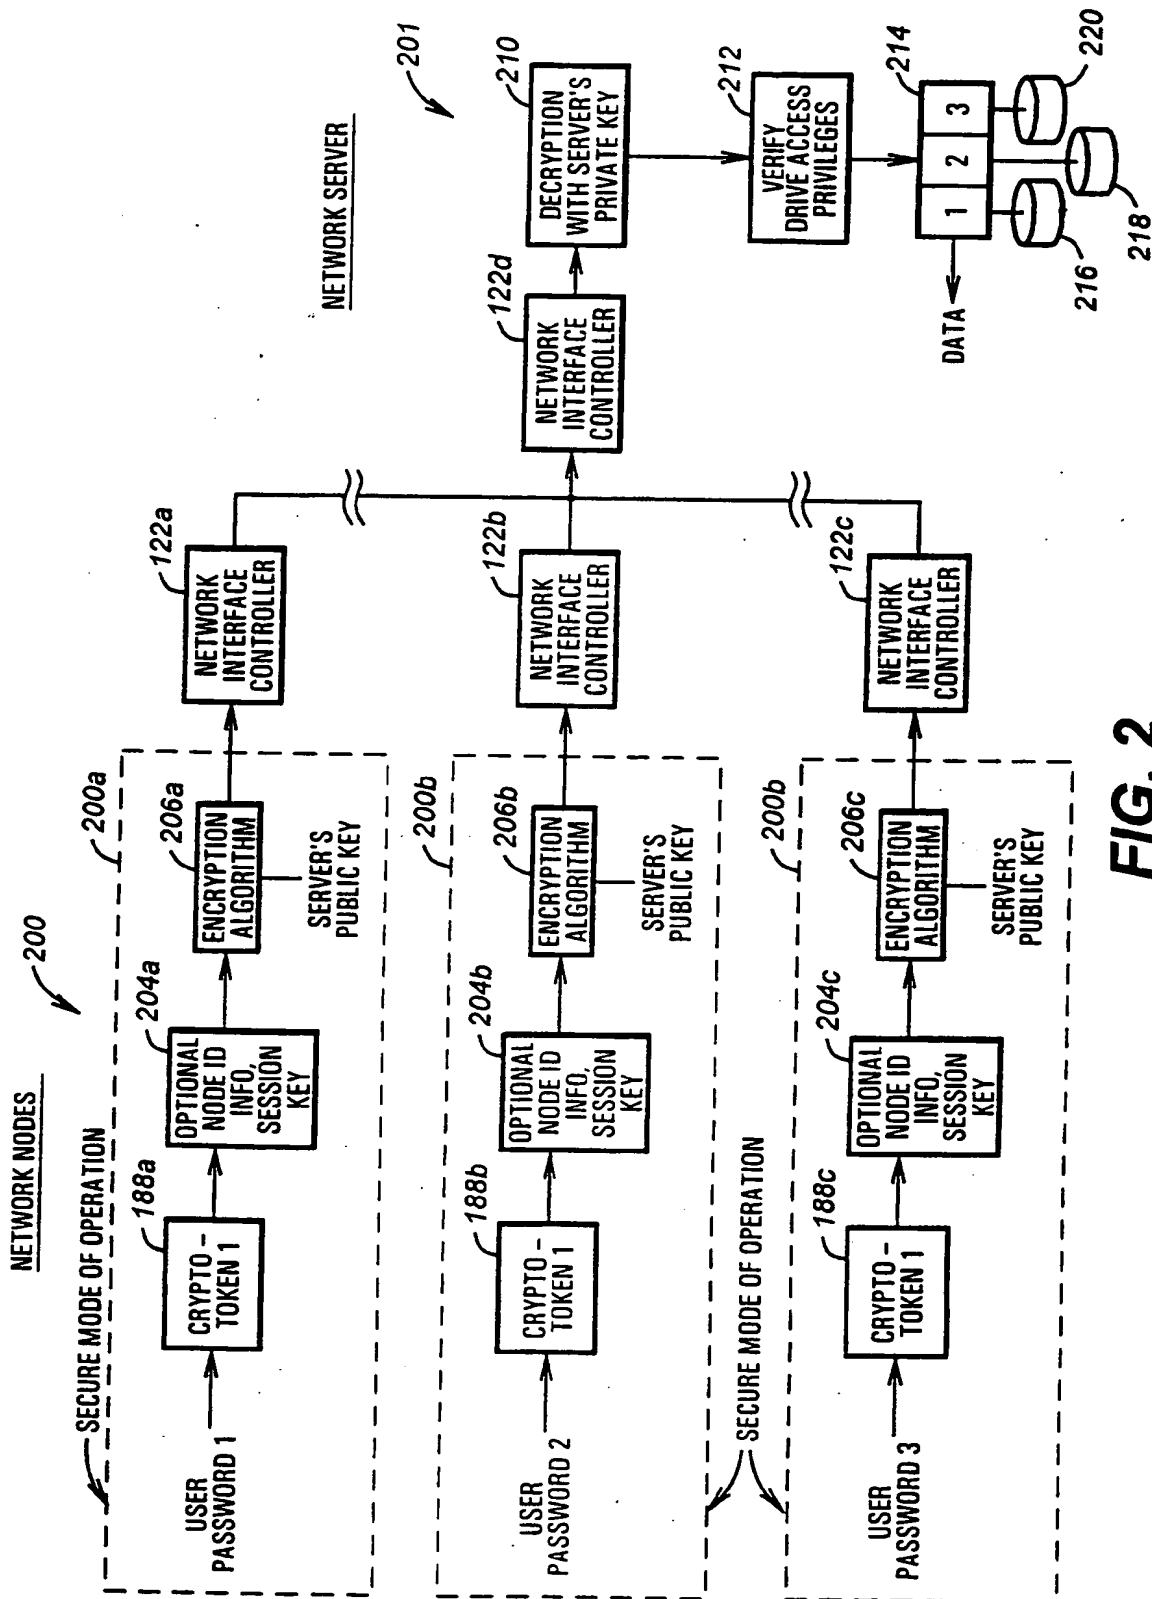 NETWORK NODES
200
NETWORK SERVER
201
SECURE MODE OF OPERATION
200a
USER
PASSWORD 1
188a
CRYPTO–
TOKEN 1
204a
OPTIONAL
NODE ID
INFO,
SESSION
KEY
206a
ENCRYPTION
ALGORITHM
SERVER'S
PUBLIC KEY
122a
NETWORK
INTERFACE
CONTROLLER
200b
USER
PASSWORD 2
188b
CRYPTO–
TOKEN 1
204b
OPTIONAL
NODE ID
INFO,
SESSION
KEY
206b
ENCRYPTION
ALGORITHM
SERVER'S
PUBLIC KEY
122b
NETWORK
INTERFACE
CONTROLLER
122d
NETWORK
INTERFACE
CONTROLLER
210
DECRYPTION
WITH SERVER'S
PRIVATE KEY
212
VERIFY
DRIVE ACCESS
PRIVILEGES
214
1
2
3
DATA
216
218
220
SECURE MODE OF OPERATION
200b
USER
PASSWORD 3
188c
CRYPTO–
TOKEN 1
204c
OPTIONAL
NODE ID
INFO,
SESSION
KEY
206c
ENCRYPTION
ALGORITHM
SERVER'S
PUBLIC KEY
122c
NETWORK
INTERFACE
CONTROLLER
FIG. 2